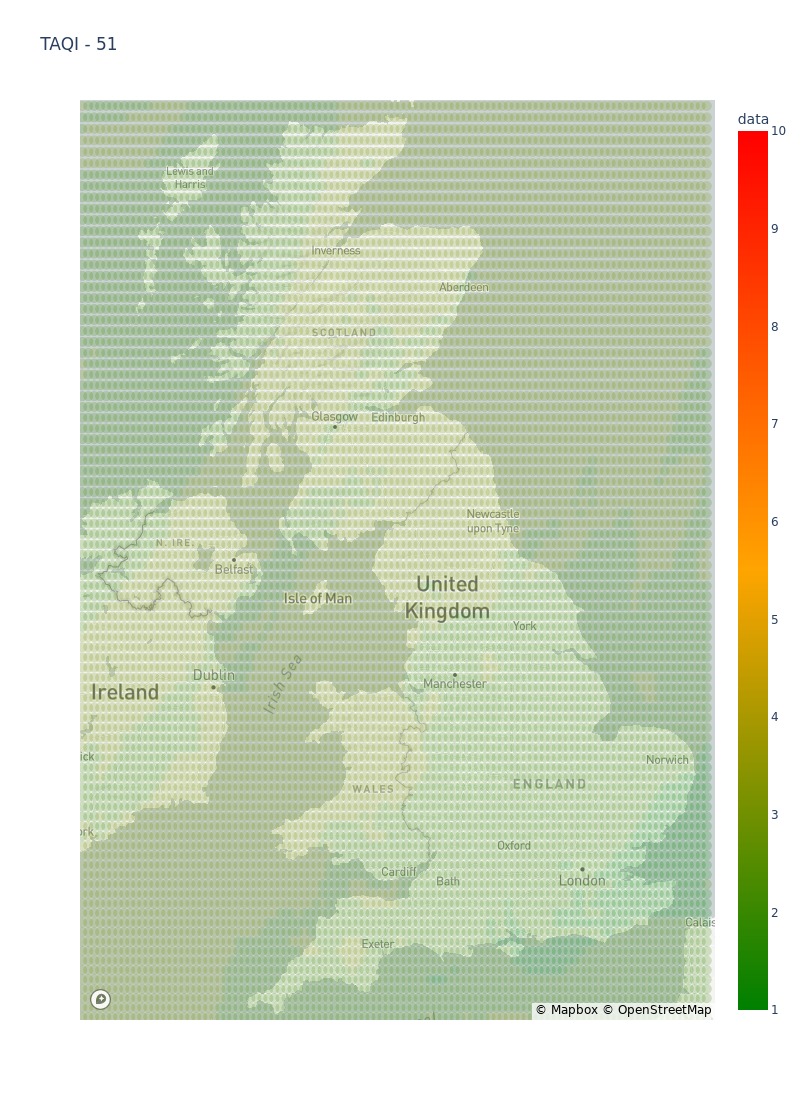 TAQI - 51
data
10
9
8
7
6
5
4
3
2
1
Lewis and
Harris
Inverness
Aberdeen
SCOTLAND
Glasgow
Edinburgh
Newcastle
upon Tyne
N. IRE.
Belfast
Isle of Man
United
Kingdom
York
Dublin
Manchester
Irish Sea
Ireland
ick
Norwich
WALES
ENGLAND
ork
Oxford
Cardiff
Bath
London
Calais
Exeter
© Mapbox © OpenStreetMap